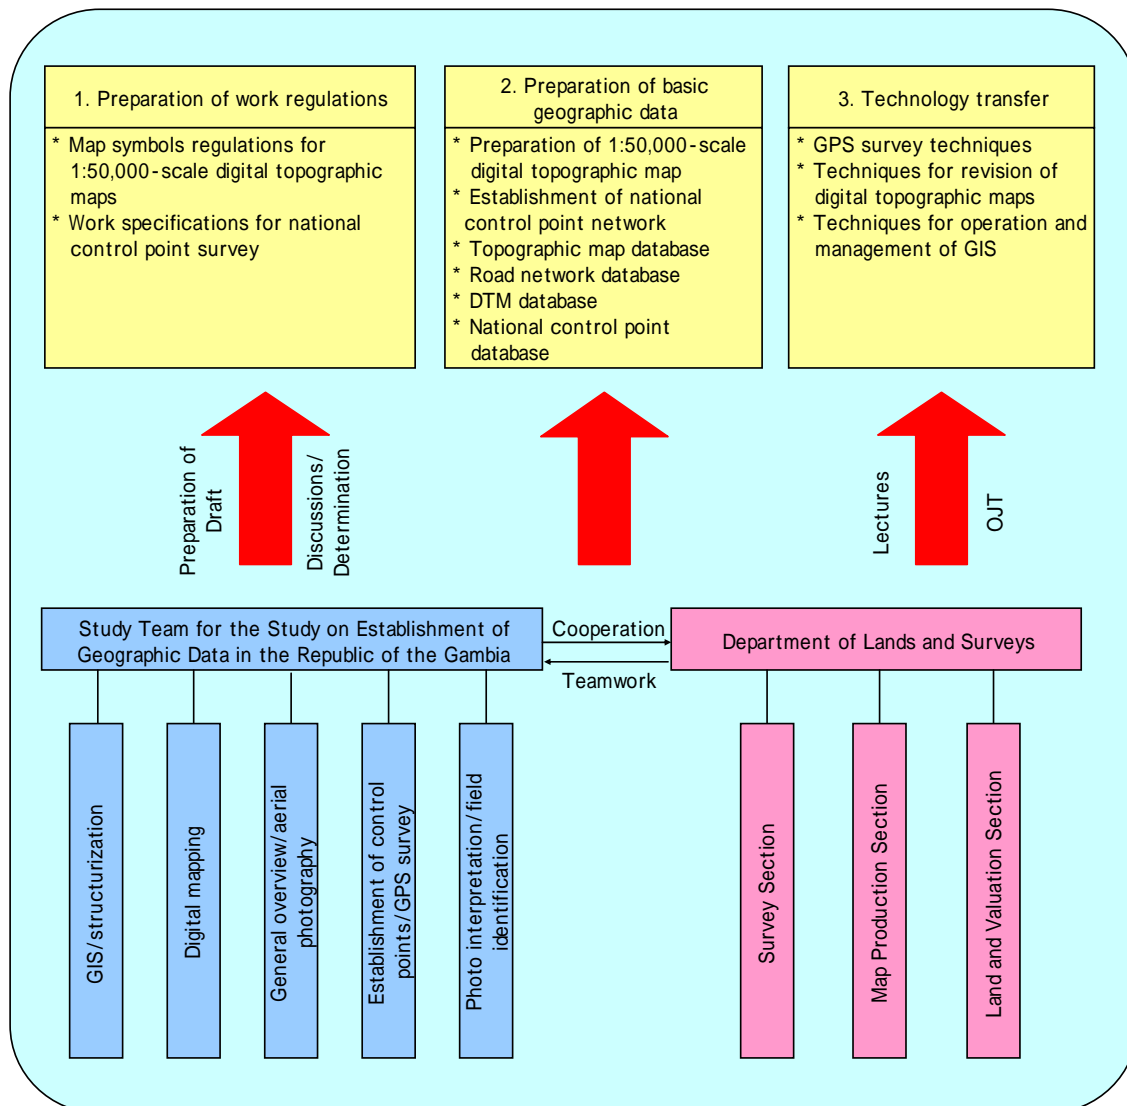 1. Preparation of work regulations
* Map symbols regulations for
1:50,000-scale digital topographic
maps
* Work specifications for national
control point survey
2. Preparation of basic
geographic data
* Preparation of 1:50,000-scale
digital topographic map
* Establishment of national
control point network
* Topographic map database
* Road network database
* DTM database
* National control point
database
3. Technology transfer
* GPS survey techniques
* Techniques for revision of
digital topographic maps
* Techniques for operation and
management of GIS
Preparation of
Draft
Discussions/
Determination
Lectures
OJT
Study Team for the Study on Establishment of
Geographic Data in the Republic of the Gambia
Cooperation
Teamwork
Department of Lands and Surveys
GIS/structurization
Digital mapping
General overview/aerial
photography
Establishment of control
points/GPS survey
Photo interpretation/field
identification
Survey Section
Map Production Section
Land and Valuation Section